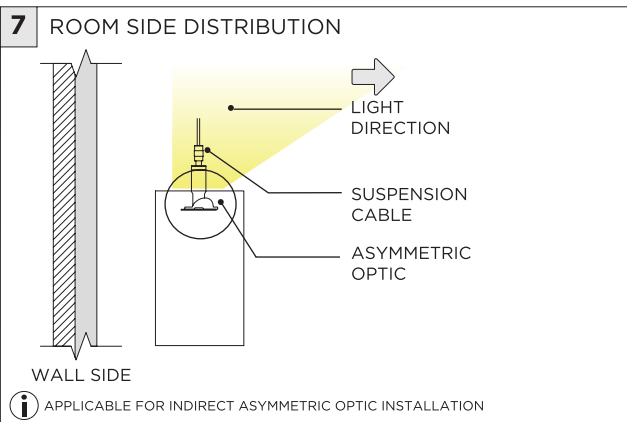 7 ROOM SIDE DISTRIBUTION
LIGHT
DIRECTION
SUSPENSION
CABLE
ASYMMETRIC
OPTIC
WALL SIDE
i APPLICABLE FOR INDIRECT ASYMMETRIC OPTIC INSTALLATION